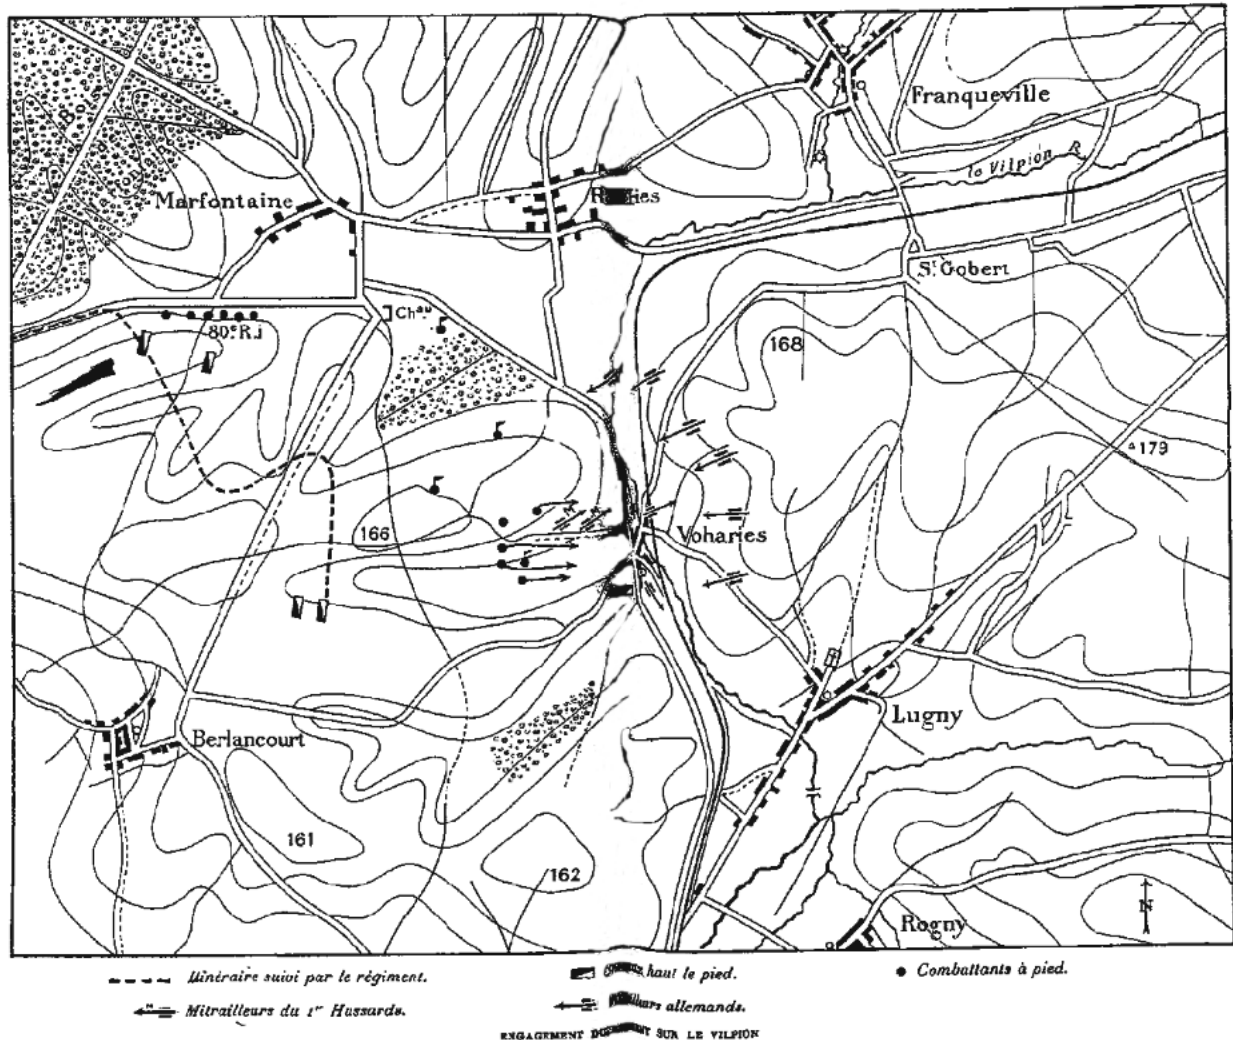 Franqueville
le Vilpion R.
Marfontaine
St Gobert
Chau
80e R.i
168
179
166
Voharies
Lugny
Berlancourt
161
162
Rogny
N
Itinéraire suivi par le régiment.
haut le pied.
Combattants à pied.
Mitrailleurs du 1er Hussards.
allemands.
ENGAGEMENT SUR LE VILPION